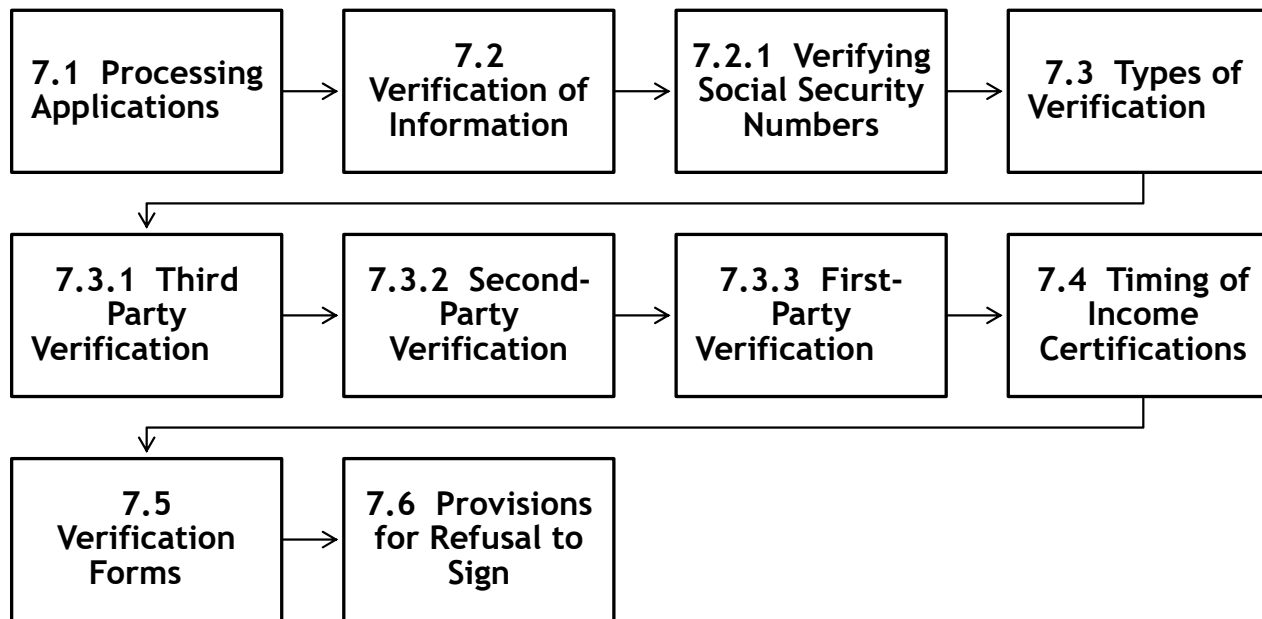 7.1 Processing
Applications
7.2
Verification of
Information
7.2.1 Verifying
Social Security
Numbers
7.3 Types of
Verification
7.3.1 Third
Party
Verification
7.3.2 Second-
Party
Verification
7.3.3 First-
Party
Verification
7.4 Timing of
Income
Certifications
7.5
Verification
Forms
7.6 Provisions
for Refusal to
Sign